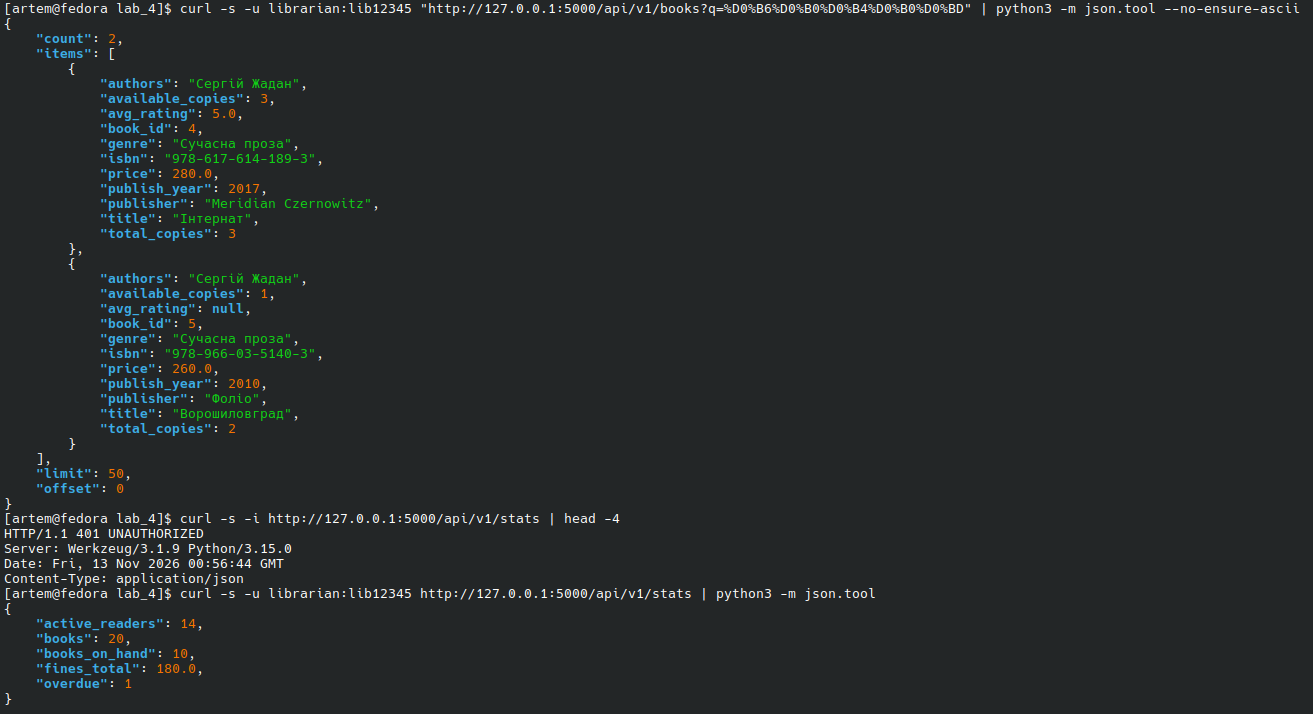 [artem@fedora lab_4]$ curl -s -u librarian:lib12345 "http://127.0.0.1:5000/api/v1/books?q=%D0%B6%D0%B0%D0%B4%D0%B0%D0%BD" | python3 -m json.tool --no-ensure-ascii
{
    "count": 2,
    "items": [
        {
            "authors": "Сергій Жадан",
            "available_copies": 3,
            "avg_rating": 5.0,
            "book_id": 4,
            "genre": "Сучасна проза",
            "isbn": "978-617-614-189-3",
            "price": 280.0,
            "publish_year": 2017,
            "publisher": "Meridian Czernowitz",
            "title": "Інтернат",
            "total_copies": 3
        },
        {
            "authors": "Сергій Жадан",
            "available_copies": 1,
            "avg_rating": null,
            "book_id": 5,
            "genre": "Сучасна проза",
            "isbn": "978-966-03-5140-3",
            "price": 260.0,
            "publish_year": 2010,
            "publisher": "Фоліо",
            "title": "Ворошиловград",
            "total_copies": 2
        }
    ],
    "limit": 50,
    "offset": 0
}
[artem@fedora lab_4]$ curl -s -i http://127.0.0.1:5000/api/v1/stats | head -4
HTTP/1.1 401 UNAUTHORIZED
Server: Werkzeug/3.1.9 Python/3.15.0
Date: Fri, 13 Nov 2026 00:56:44 GMT
Content-Type: application/json
[artem@fedora lab_4]$ curl -s -u librarian:lib12345 http://127.0.0.1:5000/api/v1/stats | python3 -m json.tool
{
    "active_readers": 14,
    "books": 20,
    "books_on_hand": 10,
    "fines_total": 180.0,
    "overdue": 1
}